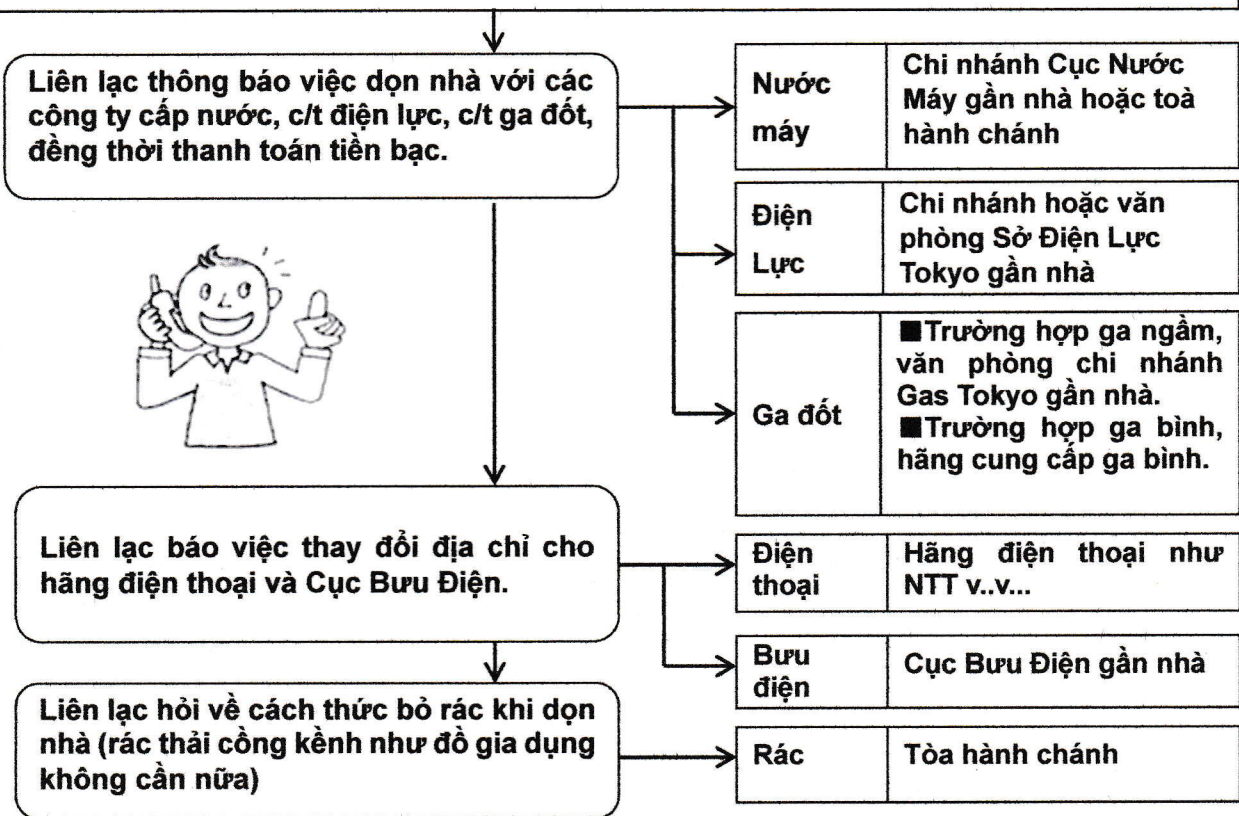 Liên lạc thông báo việc dọn nhà với các
công ty cấp nước, c/t điện lực, c/t ga đốt,
đềng thời thanh toán tiền bạc.
Nước
máy
Chi nhánh Cục Nước
Máy gần nhà hoặc toà
hành chánh
Điện
Lực
Chi nhánh hoặc văn
phòng Sở Điện Lực
Tokyo gần nhà
Ga đốt
■Trường hợp ga ngầm,
văn phòng chi nhánh
Gas Tokyo gần nhà.
■Trường hợp ga bình,
hãng cung cấp ga bình.
Liên lạc báo việc thay đổi địa chỉ cho
hãng điện thoại và Cục Bưu Điện.
Điện
thoại
Hãng điện thoại như
NTT v..v...
Bưu
điện
Cục Bưu Điện gần nhà
Liên lạc hỏi về cách thức bỏ rác khi dọn
nhà (rác thải cồng kềnh như đồ gia dụng
không cần nữa)
Rác
Tòa hành chánh